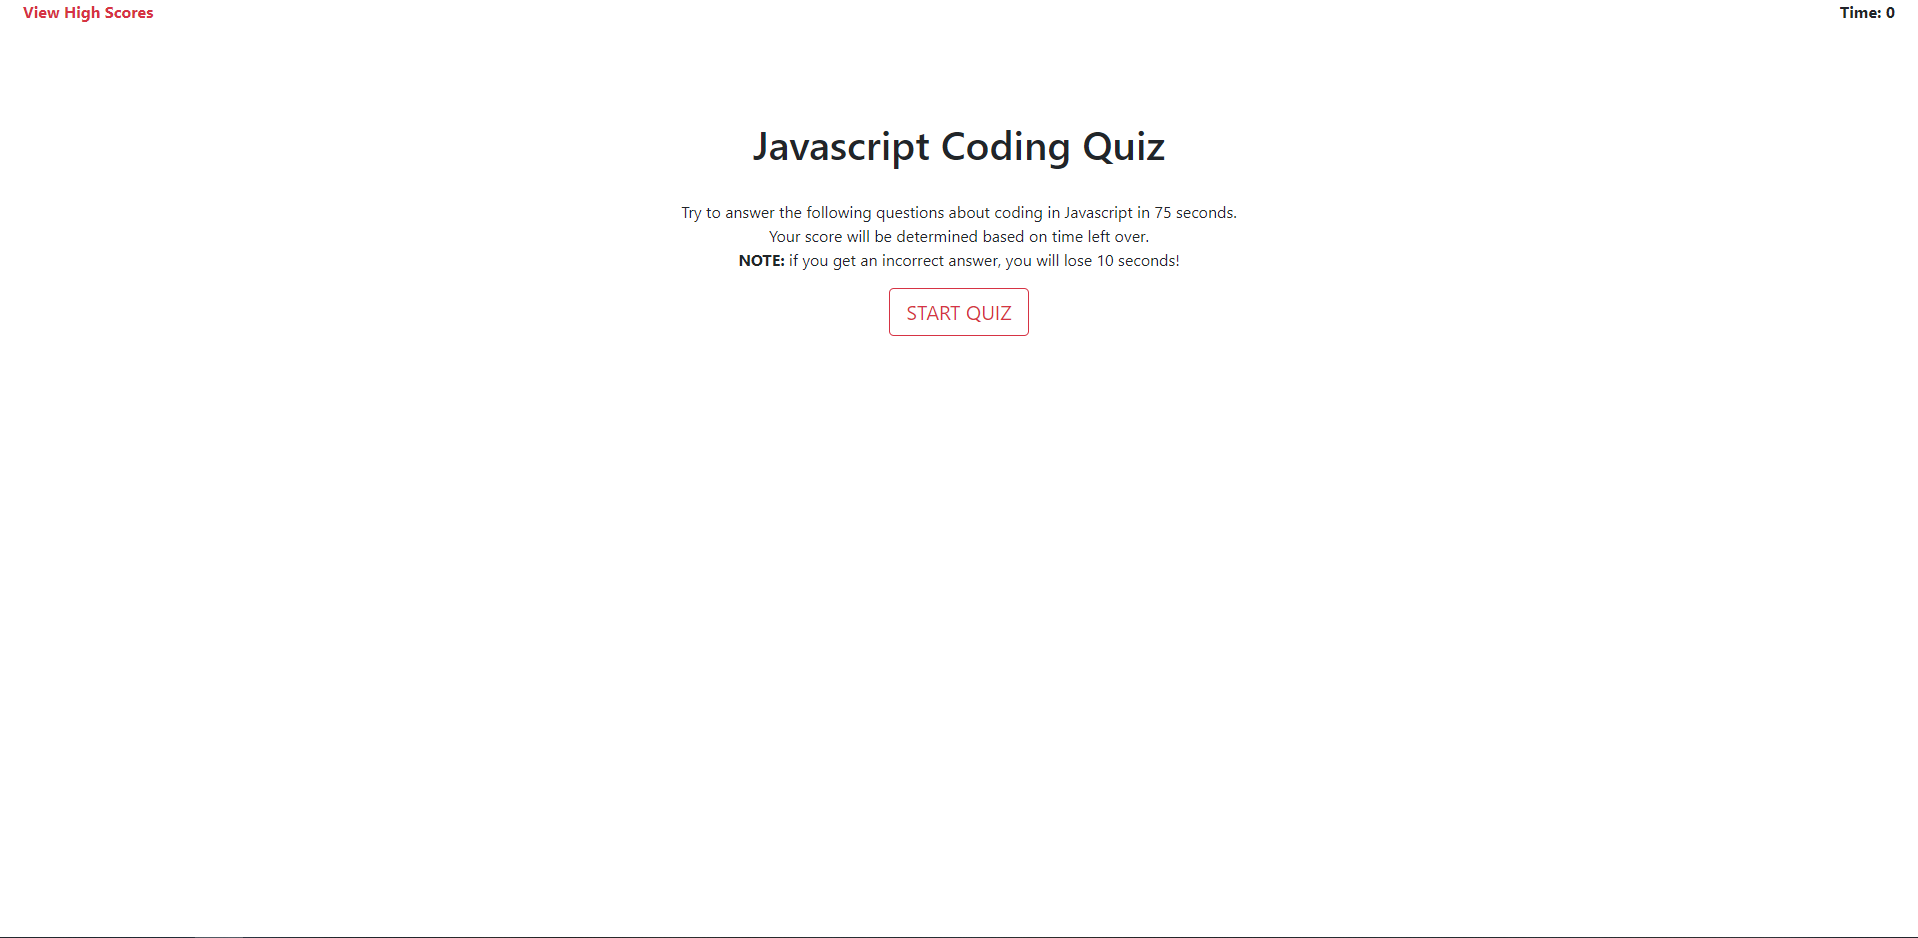 View High Scores
Time: 0
Javascript Coding Quiz
Try to answer the following questions about coding in Javascript in 75 seconds.
Your score will be determined based on time left over.
NOTE: if you get an incorrect answer, you will lose 10 seconds!
START QUIZ